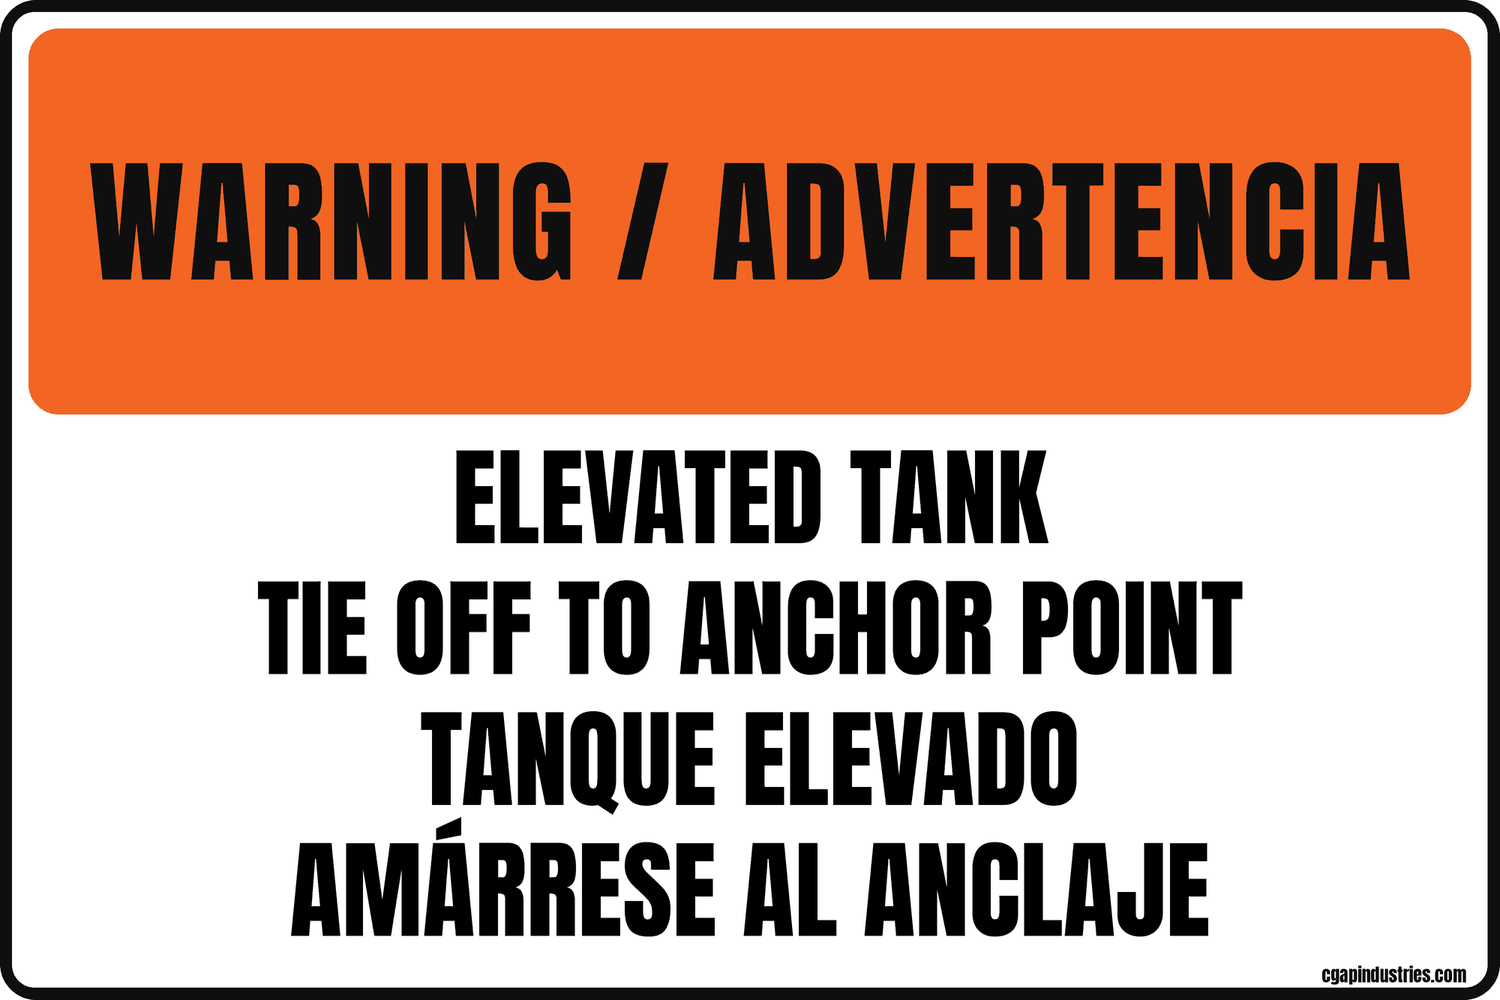 WARNING / ADVERTENCIA
ELEVATED TANK
TIE OFF TO ANCHOR POINT
TANQUE ELEVADO
AMÁRRESE AL ANCLAJE
cgapindustries.com